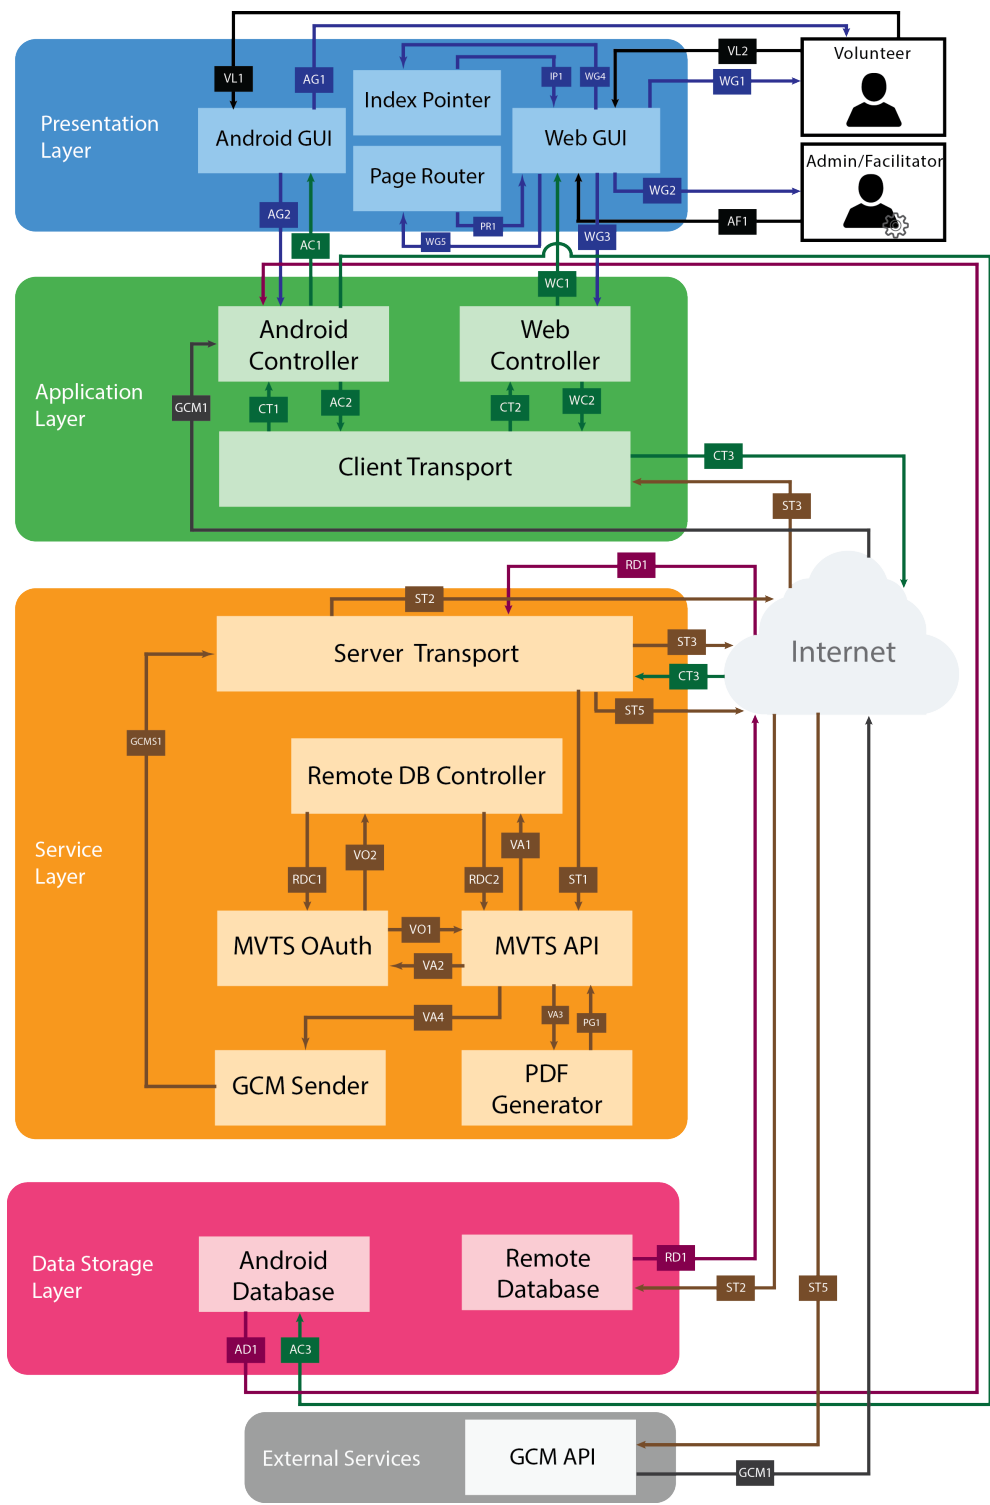 Volunteer
VL1
AG1
IP1
WG4
VL2
WG1
Presentation
Layer
Index Pointer
Android GUI
Web GUI
Page Router
Admin/Facilitator
WG2
AG2
AC1
WG5
PR1
WG3
AF1
WC1
Android
Controller
Web
Controller
Application
Layer
GCM1
CT1
AC2
CT2
WC2
Client Transport
CT3
ST3
RD1
ST2
Server Transport
ST3
CT3
Internet
ST5
GCMS1
Remote DB Controller
Service
Layer
VO2
VA1
RDC1
RDC2
ST1
MVTS OAuth
VO1
VA2
MVTS API
VA4
VA3
PG1
GCM Sender
PDF
Generator
Data Storage
Layer
Android
Database
Remote
Database
RD1
ST2
ST5
AD1
AC3
External Services
GCM API
GCM1